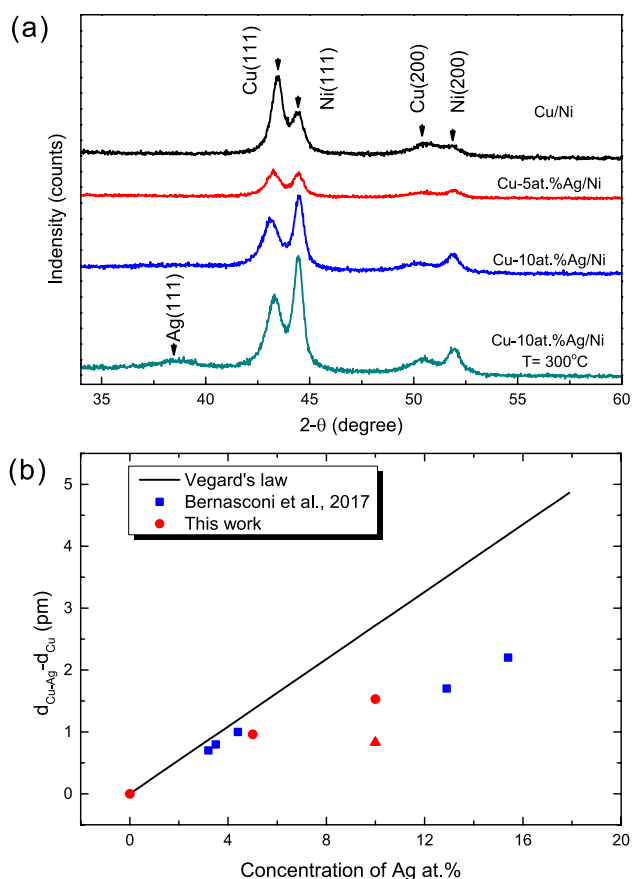 (a)
Cu(111)
Ni(111)
Cu(200)
Ni(200)
Cu/Ni
Cu-5at.%Ag/Ni
Cu-10at.%Ag/Ni
Ag(111)
Cu-10at.%Ag/Ni
T= 300°C
Indensity (counts)
35 40 45 50 55 60
2-θ (degree)
(b)
Vegard's law
Bernasconi et al., 2017
This work
5
4
3
2
1
0
d_Cu-Ag-d_Cu (pm)
0 4 8 12 16 20
Concentration of Ag at.%